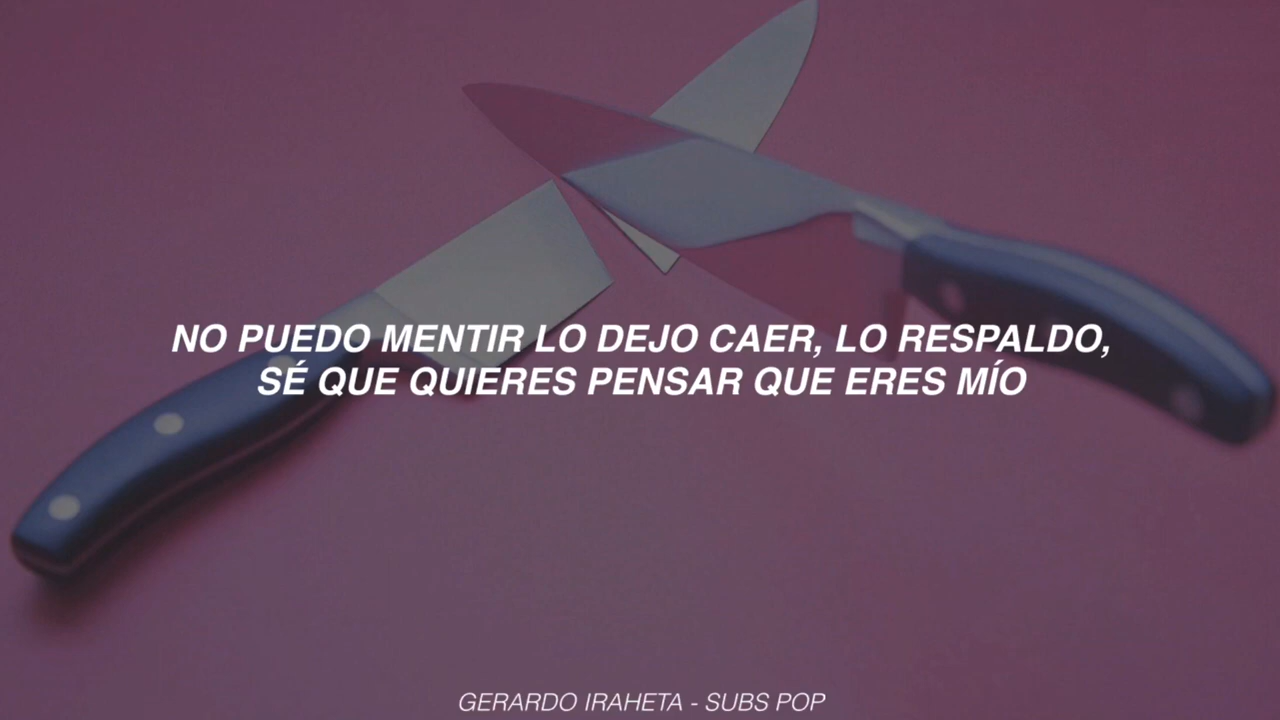 NO PUEDO MENTIR LO DEJO CAER, LO RESPALDO,
SÉ QUE QUIERES PENSAR QUE ERES MÍO
GERARDO IRAHETA - SUBS POP